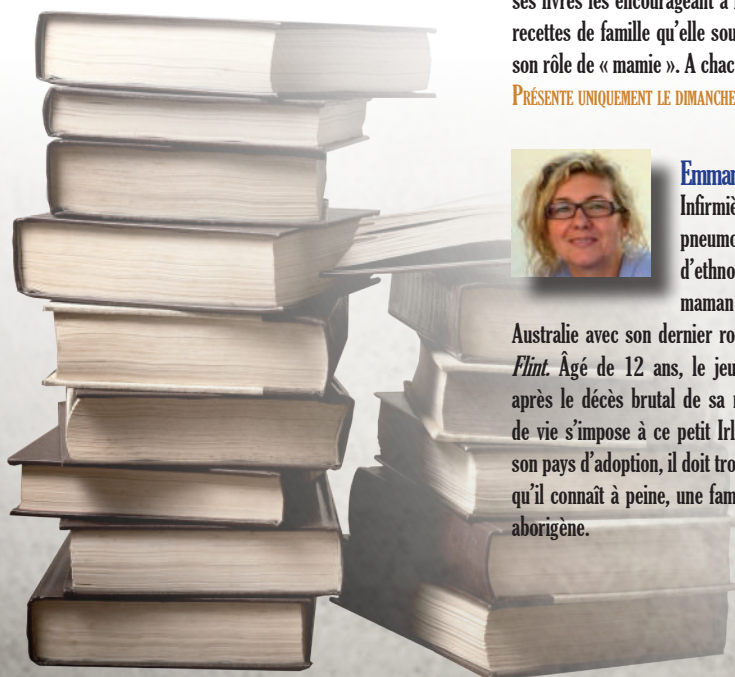 ses livres les encourageant à
recettes de famille qu'elle sou
son rôle de « mamie ». A chac
PRÉSENTE UNIQUEMENT LE DIMANCHE
Emman
Infirmiè
pneumo
d'ethno
maman
Australie avec son dernier ro
Flint. Âgé de 12 ans, le jeu
après le décès brutal de sa
de vie s'impose à ce petit Irl
son pays d'adoption, il doit tro
qu'il connaît à peine, une fam
aborigène.